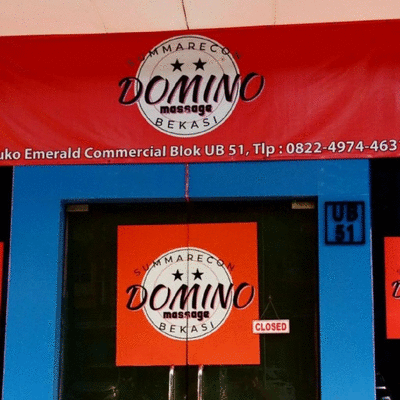 SUMMARECON
DOMINO
massage
BEKASI
Emerald Commercial Blok UB 51, Tlp : 0822-4974-463
UB
51
SUMMARECON
DOMINO
massage
BEKASI
CLOSED